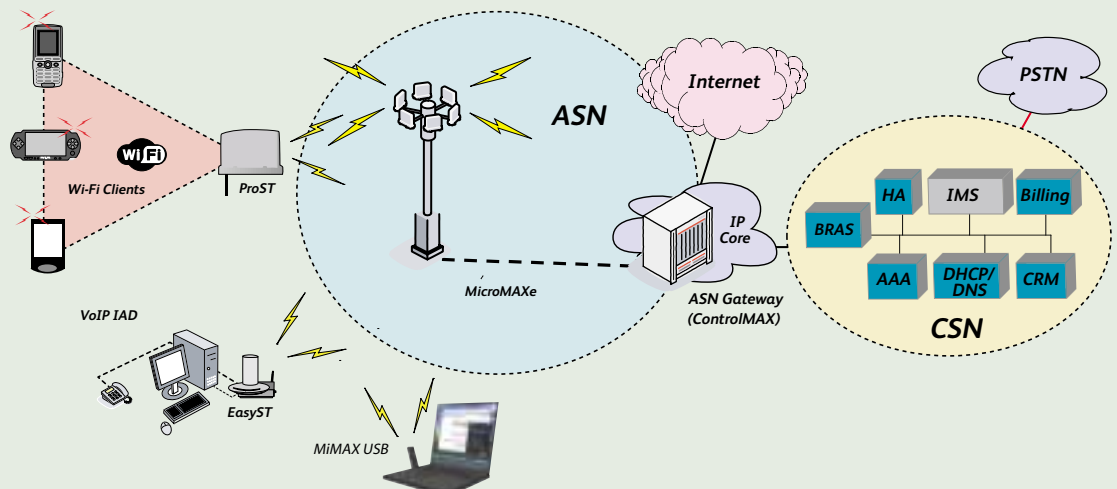 Wi Fi
Wi-Fi Clients
ProST
ASN
MicroMAXe
Internet
IP
Core
ASN Gateway
(ControlMAX)
PSTN
HA
IMS
Billing
BRAS
AAA
DHCP/
DNS
CRM
CSN
VoIP IAD
EasyST
MiMAX USB